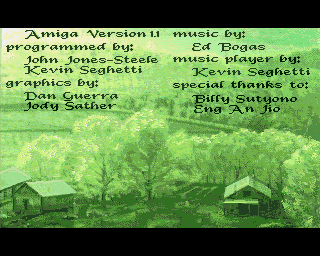 Amiga Version 1.1
programmed by:
John Jones-Steele
Kevin Seghetti
graphics by:
Dan Guerra
Jody Sather
music by:
Ed Bogas
music player by:
Kevin Seghetti
special thanks to:
Billy Sutyono
Eng An Jio